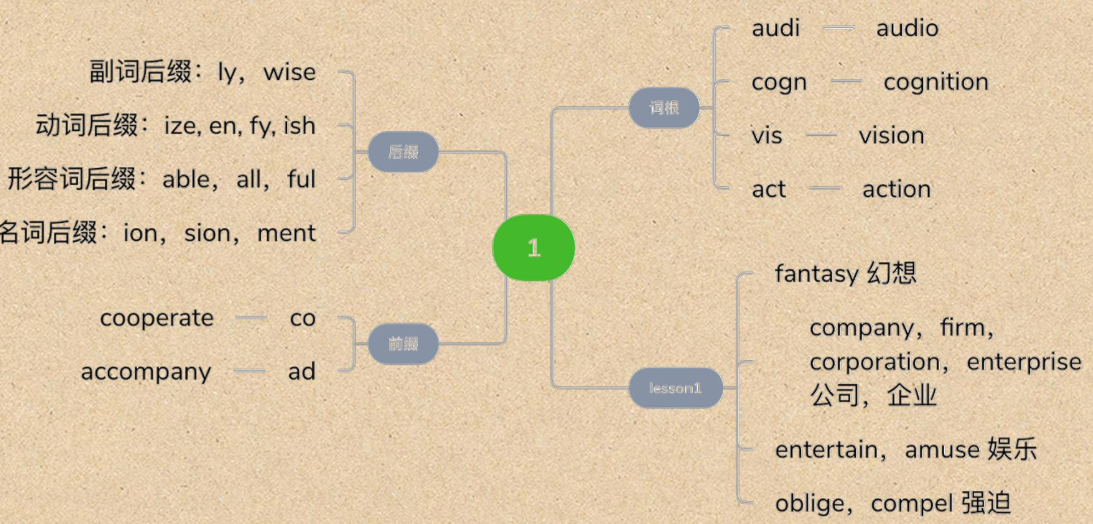 1
词根
audi audio
cogn cognition
vis vision
act action
lesson1
fantasy 幻想
company，firm，
corporation，enterprise
公司，企业
entertain，amuse 娱乐
oblige，compel 强迫
后缀
副词后缀：ly，wise
动词后缀：ize, en, fy, ish
形容词后缀：able，all，ful
名词后缀：ion，sion，ment
前缀
cooperate co
accompany ad